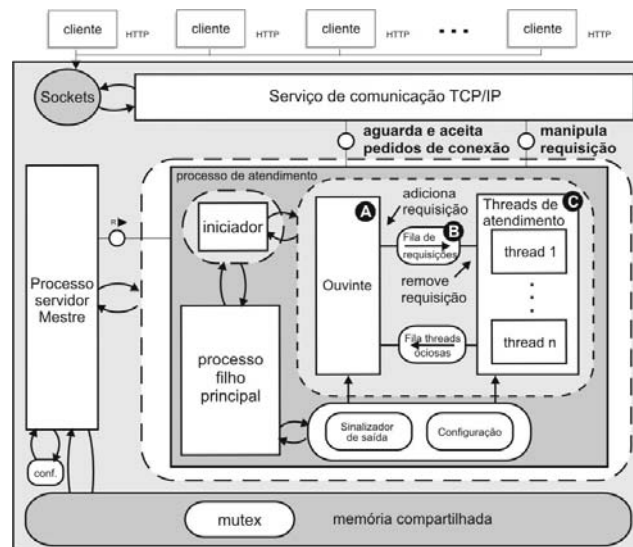 cliente
HTTP
cliente
HTTP
cliente
HTTP
cliente
HTTP
Sockets
Serviço de comunicação TCP/IP
aguarda e aceita
pedidos de conexão
manipula
requisição
processo de atendimento
R
iniciador
A
adiciona
requisição
Threads de
atendimento
C
B
Fila de
requisições
thread 1
Processo
servidor
Mestre
Ouvinte
remove
requisição
processo
filho
principal
Fila threads
ociosas
thread n
Sinalizador
de saída
Configuração
conf.
mutex
memória compartilhada